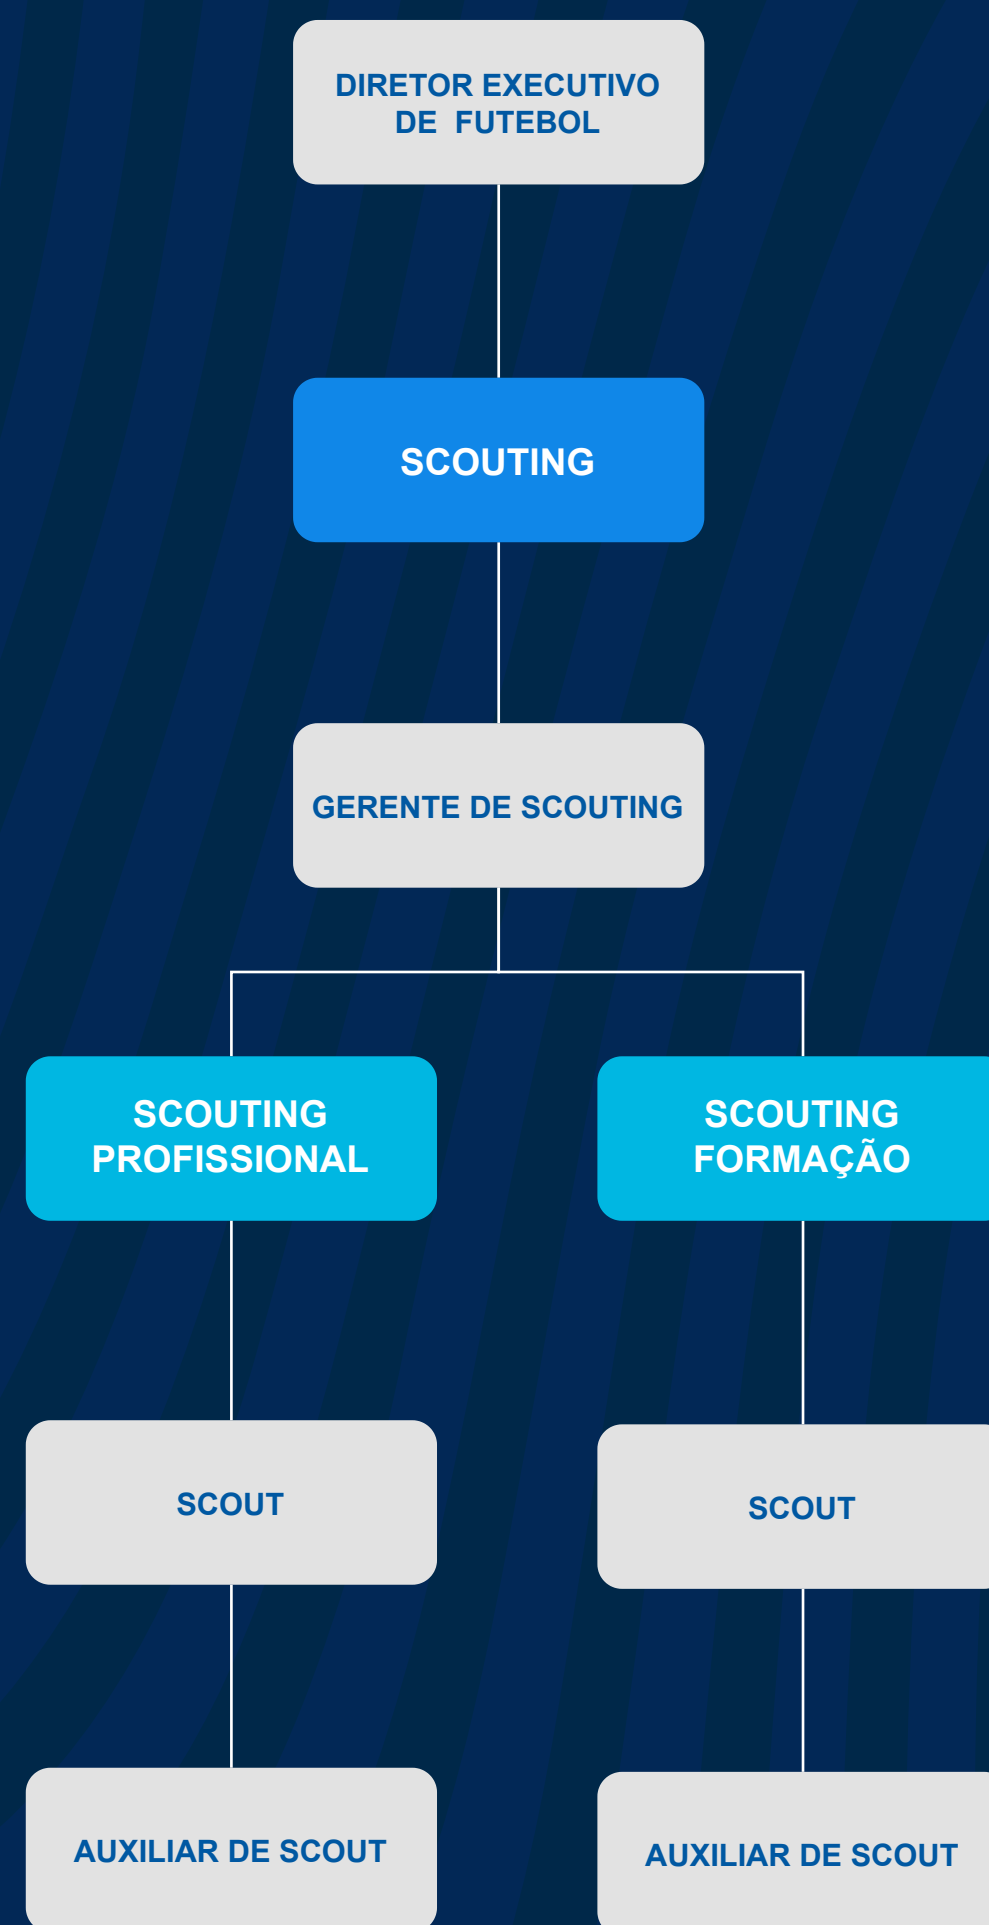 DIRETOR EXECUTIVO
DE FUTEBOL
SCOUTING
GERENTE DE SCOUTING
SCOUTING
PROFISSIONAL
SCOUTING
FORMAÇÃO
SCOUT
SCOUT
AUXILIAR DE SCOUT
AUXILIAR DE SCOUT